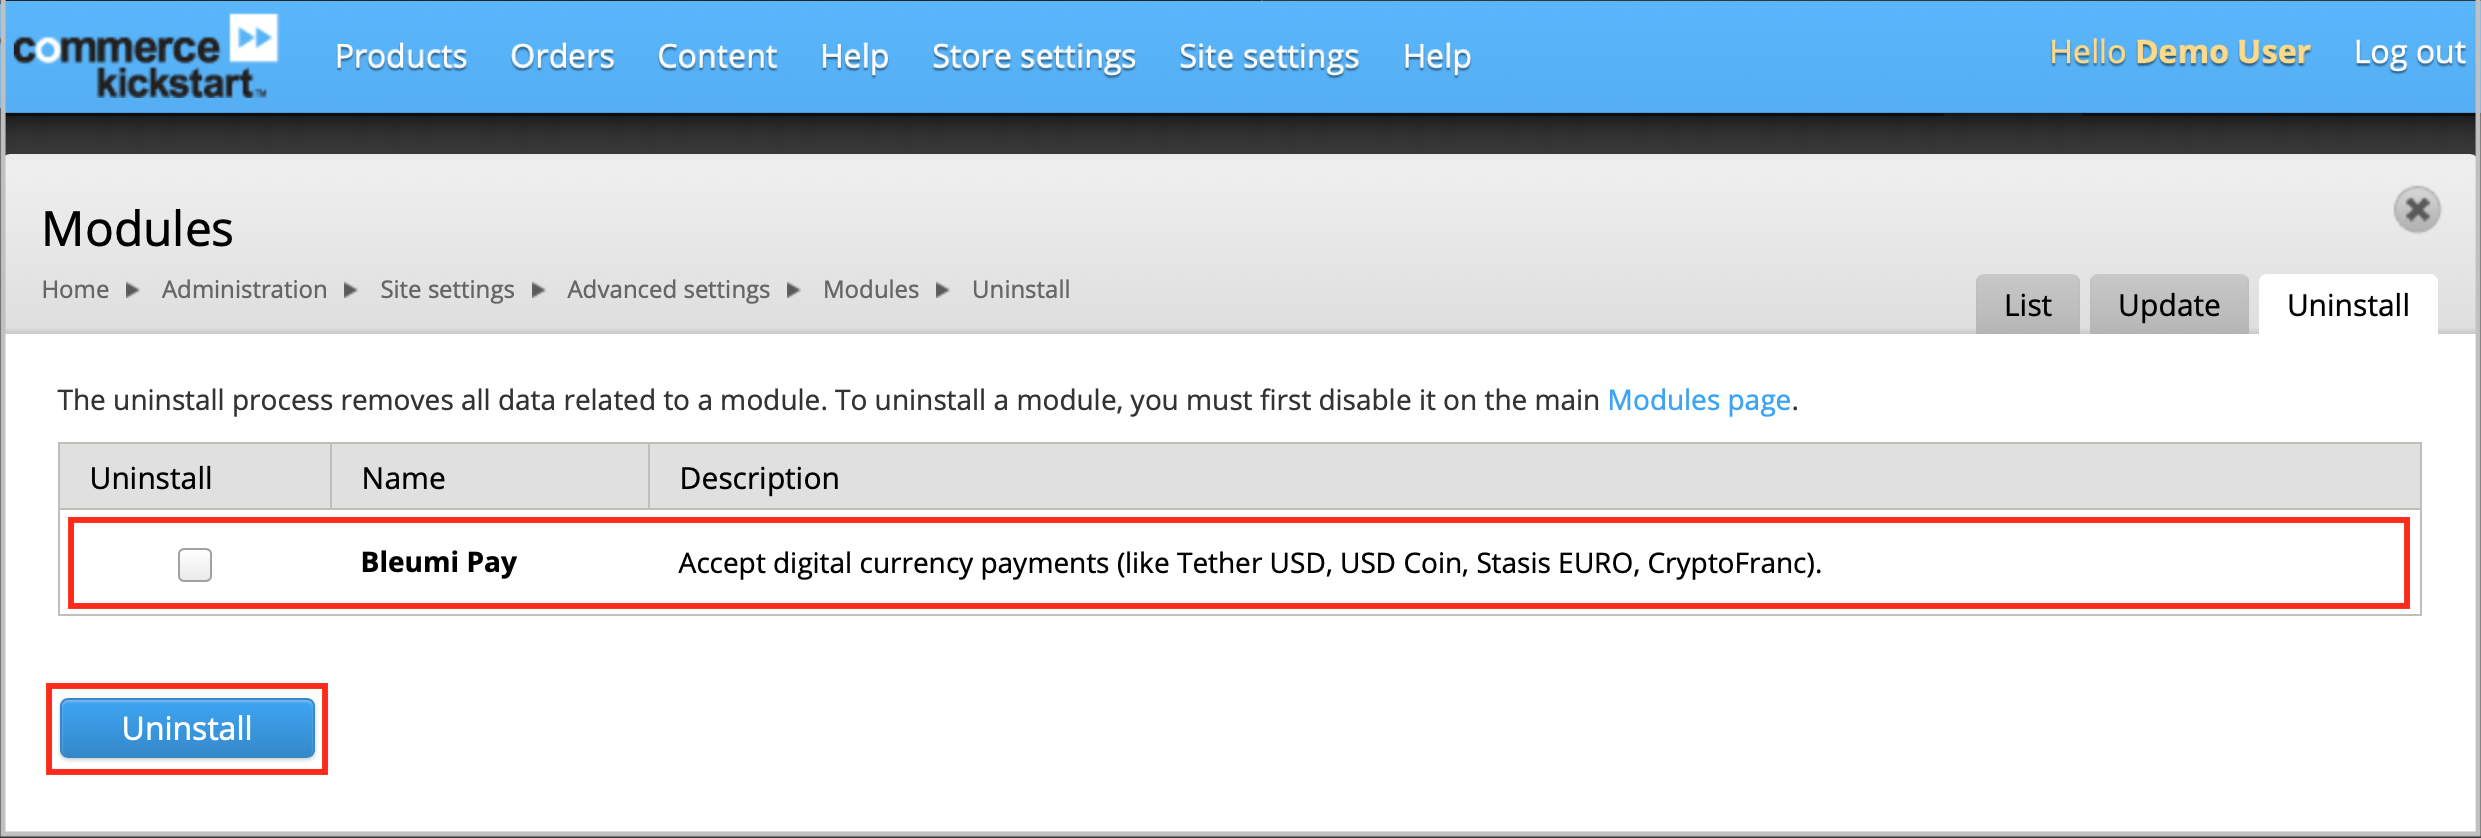 commerce
kickstart™
Products Orders Content Help Store settings Site settings Help
Hello Demo User Log out
Modules
Home Administration Site settings Advanced settings Modules Uninstall
List Update Uninstall
The uninstall process removes all data related to a module. To uninstall a module, you must first disable it on the main Modules page.
Uninstall Name Description
Bleumi Pay Accept digital currency payments (like Tether USD, USD Coin, Stasis EURO, CryptoFranc).
Uninstall